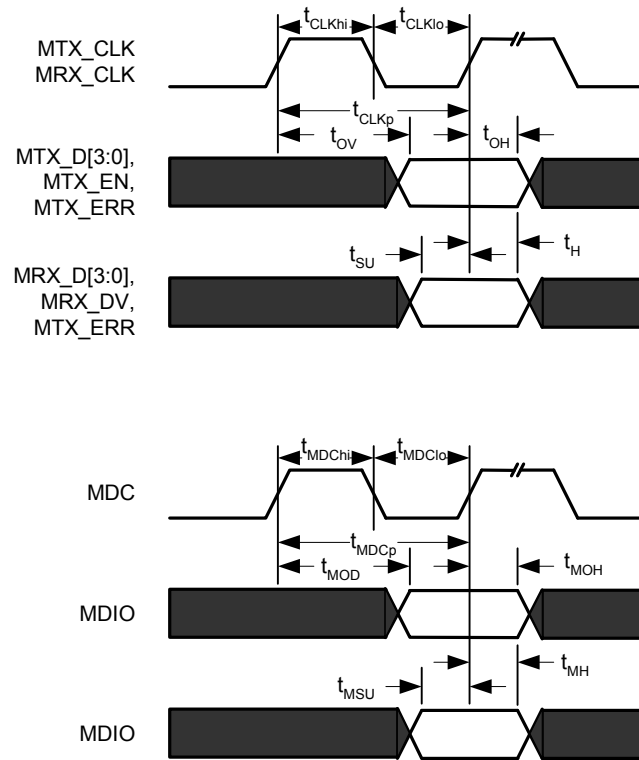 tCLKhi tCLKlo
MTX_CLK
MRX_CLK
tCLKp
tOV tOH
MTX_D[3:0],
MTX_EN,
MTX_ERR
tSU tH
MRX_D[3:0],
MRX_DV,
MTX_ERR
tMDChi tMDClo
MDC
tMDCp
tMOD tMOH
MDIO
tMH
tMSU
MDIO